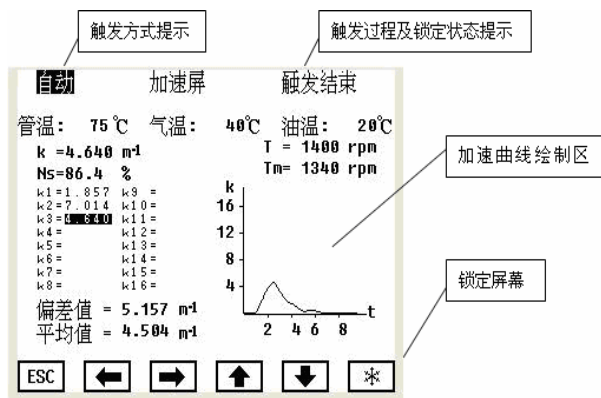 触发方式提示
触发过程及锁定状态提示
自动 加速屏 触发结束
管温: 75℃ 气温: 40℃ 油温: 20℃
k =4.640 m-1
T = 1400 rpm
Ns=86.4 %
Tm= 1340 rpm
k1=1.857 k9 =
k2=7.014 k10=
k3=4.640 k11=
k4= k12=
k5= k13=
k6= k14=
k7= k15=
k8= k16=
k
16
12
8
4
2 4 6 8
t
偏差值 = 5.157 m-1
平均值 = 4.504 m-1
加速曲线绘制区
锁定屏幕
ESC